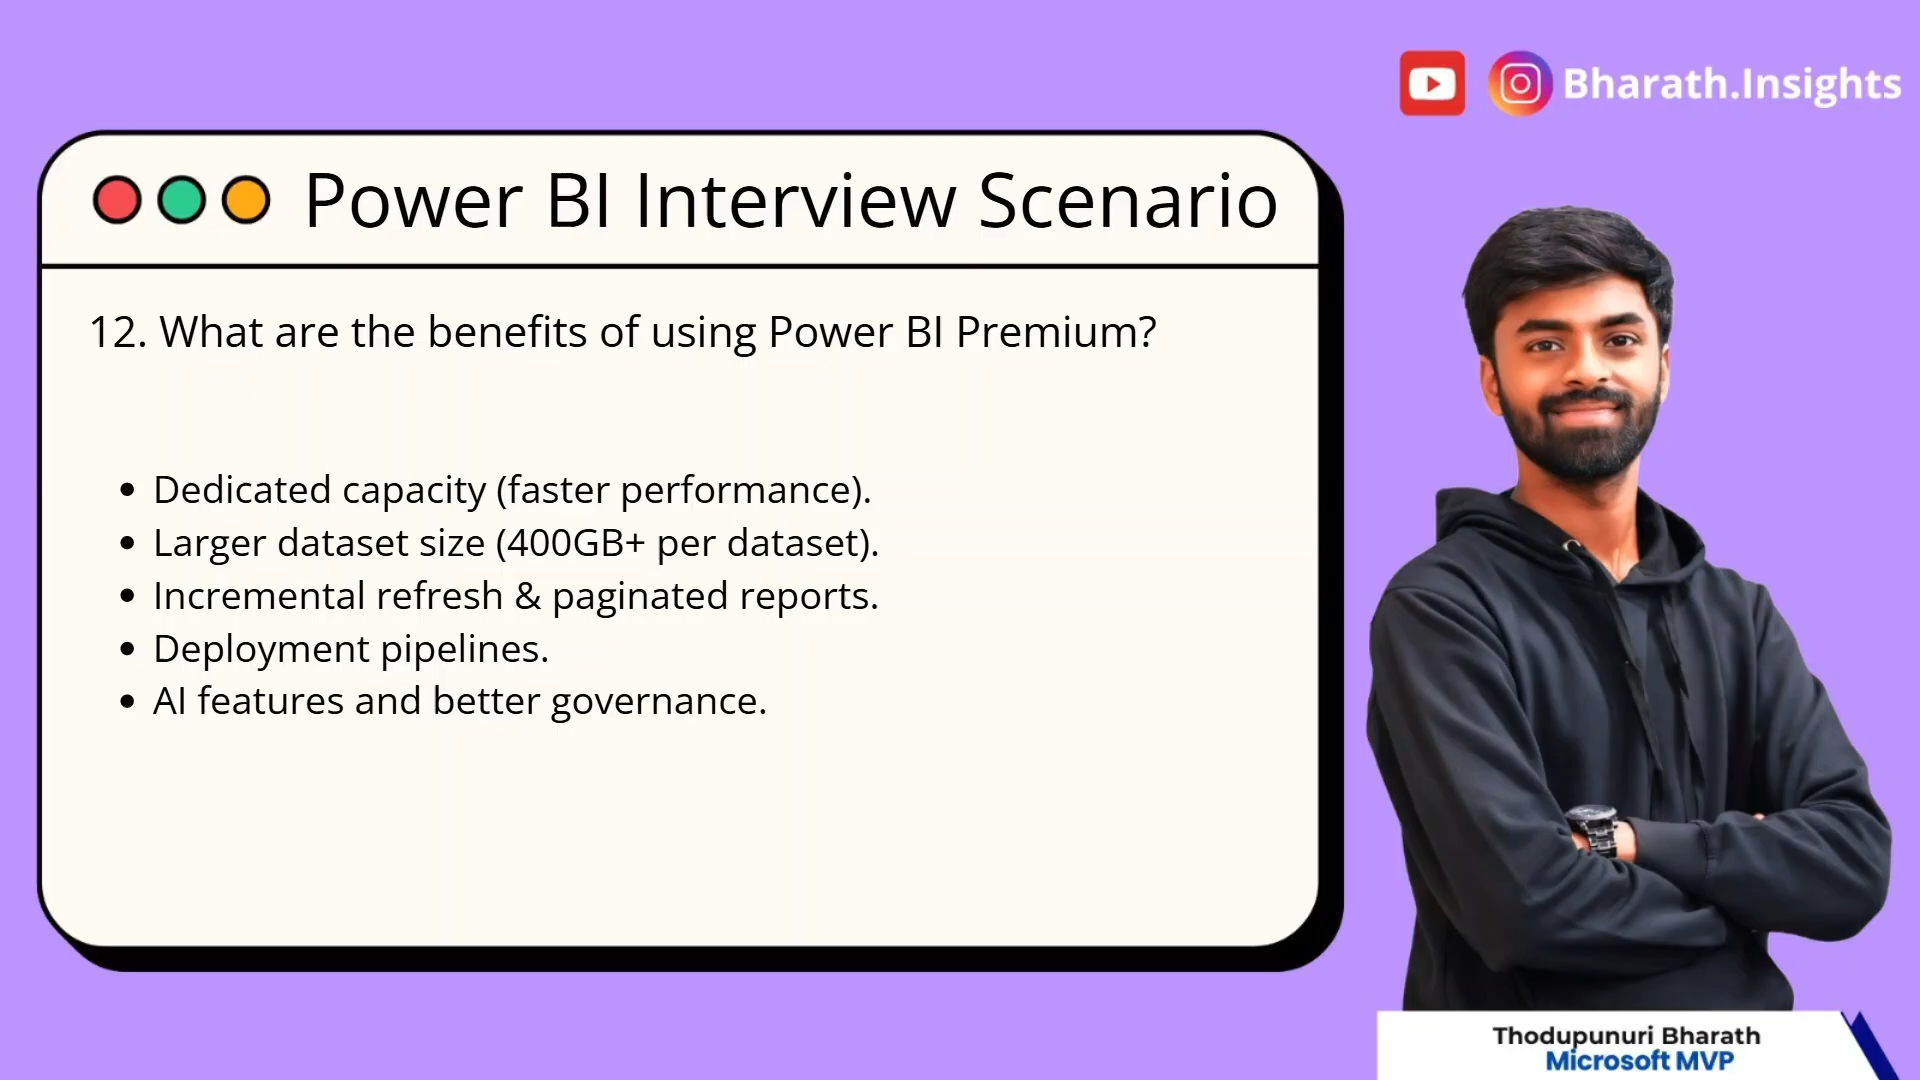 Bharath.Insights
Power BI Interview Scenario
12. What are the benefits of using Power BI Premium?
• Dedicated capacity (faster performance).
• Larger dataset size (400GB+ per dataset).
• Incremental refresh & paginated reports.
• Deployment pipelines.
• AI features and better governance.
Thodupunuri Bharath
Microsoft MVP